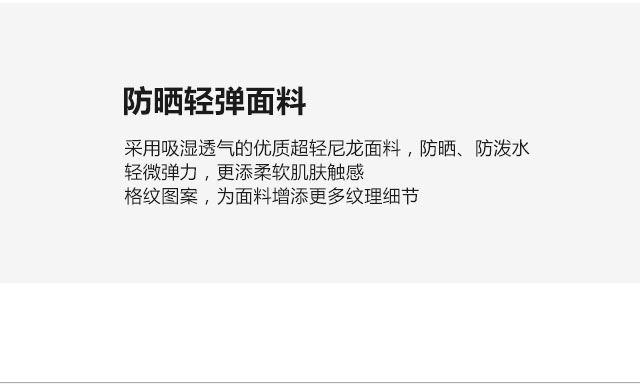 防晒轻弹面料
采用吸湿透气的优质超轻尼龙面料，防晒、防泼水
轻微弹力，更添柔软肌肤触感
格纹图案，为面料增添更多纹理细节